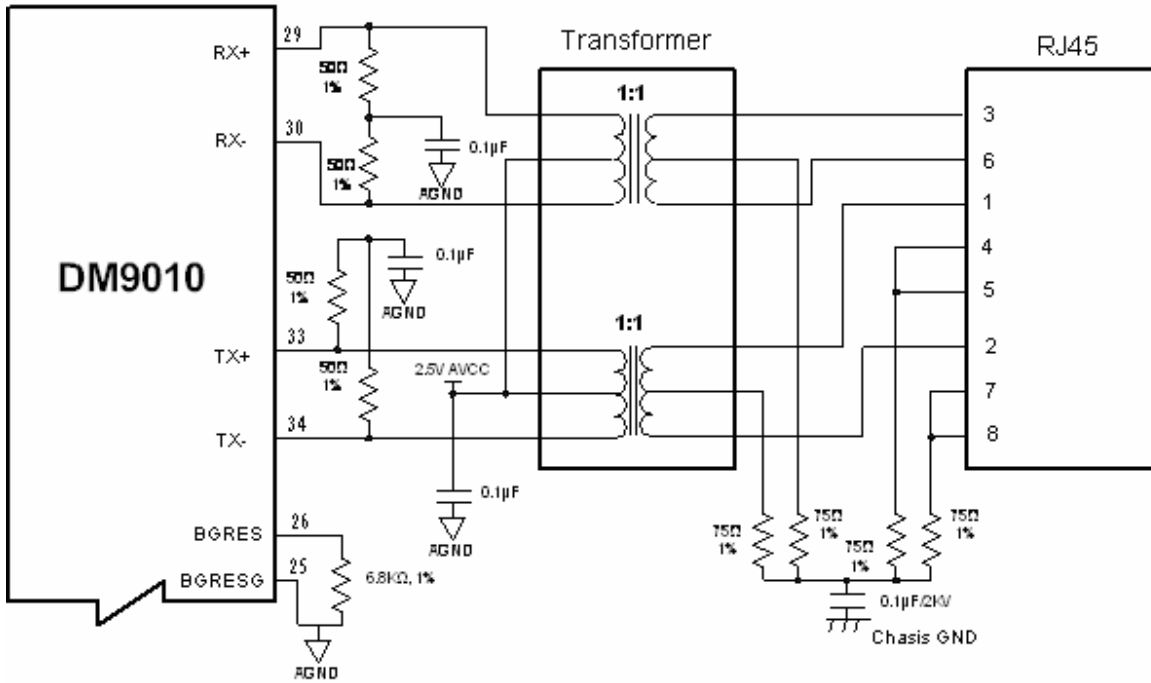 Transformer
RJ45
DM9010
RX+
29
RX-
30
TX+
33
TX-
34
BGRES
26
BGRESG
25
50Ω
1%
50Ω
1%
0.1µF
AGND
50Ω
1%
0.1µF
AGND
50Ω
1%
2.5V AVCC
0.1µF
AGND
6.8KΩ, 1%
AGND
1:1
1:1
3
6
1
4
5
2
7
8
75Ω
1%
75Ω
1%
75Ω
1%
75Ω
1%
0.1µF/2KV
Chasis GND